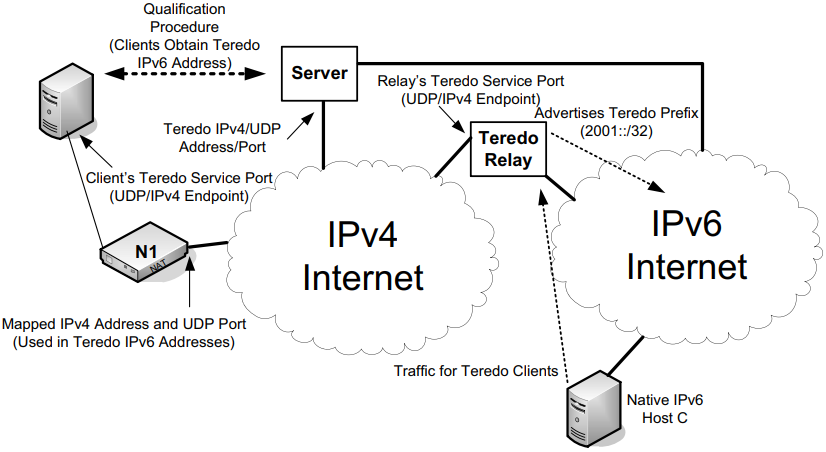 Qualification
Procedure
(Clients Obtain Teredo
IPv6 Address)
Server
Relay's Teredo Service Port
(UDP/IPv4 Endpoint)
Advertises Teredo Prefix
(2001::/32)
Teredo IPv4/UDP
Address/Port
Teredo
Relay
Client's Teredo Service Port
(UDP/IPv4 Endpoint)
N1
NAT
IPv4
Internet
IPv6
Internet
Mapped IPv4 Address and UDP Port
(Used in Teredo IPv6 Addresses)
Traffic for Teredo Clients
Native IPv6
Host C